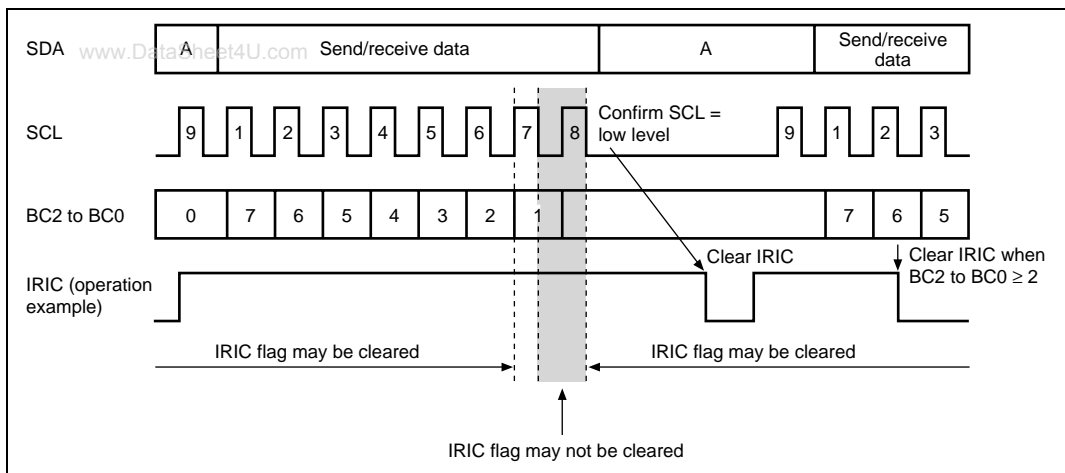 SDA
www.DataSheet4U.com
A
Send/receive data
A
Send/receive
data
SCL
9
1
2
3
4
5
6
7
8
Confirm SCL =
low level
9
1
2
3
BC2 to BC0
0
7
6
5
4
3
2
1
7
6
5
IRIC (operation
example)
Clear IRIC
Clear IRIC when
BC2 to BC0 ≥ 2
IRIC flag may be cleared
IRIC flag may be cleared
IRIC flag may not be cleared